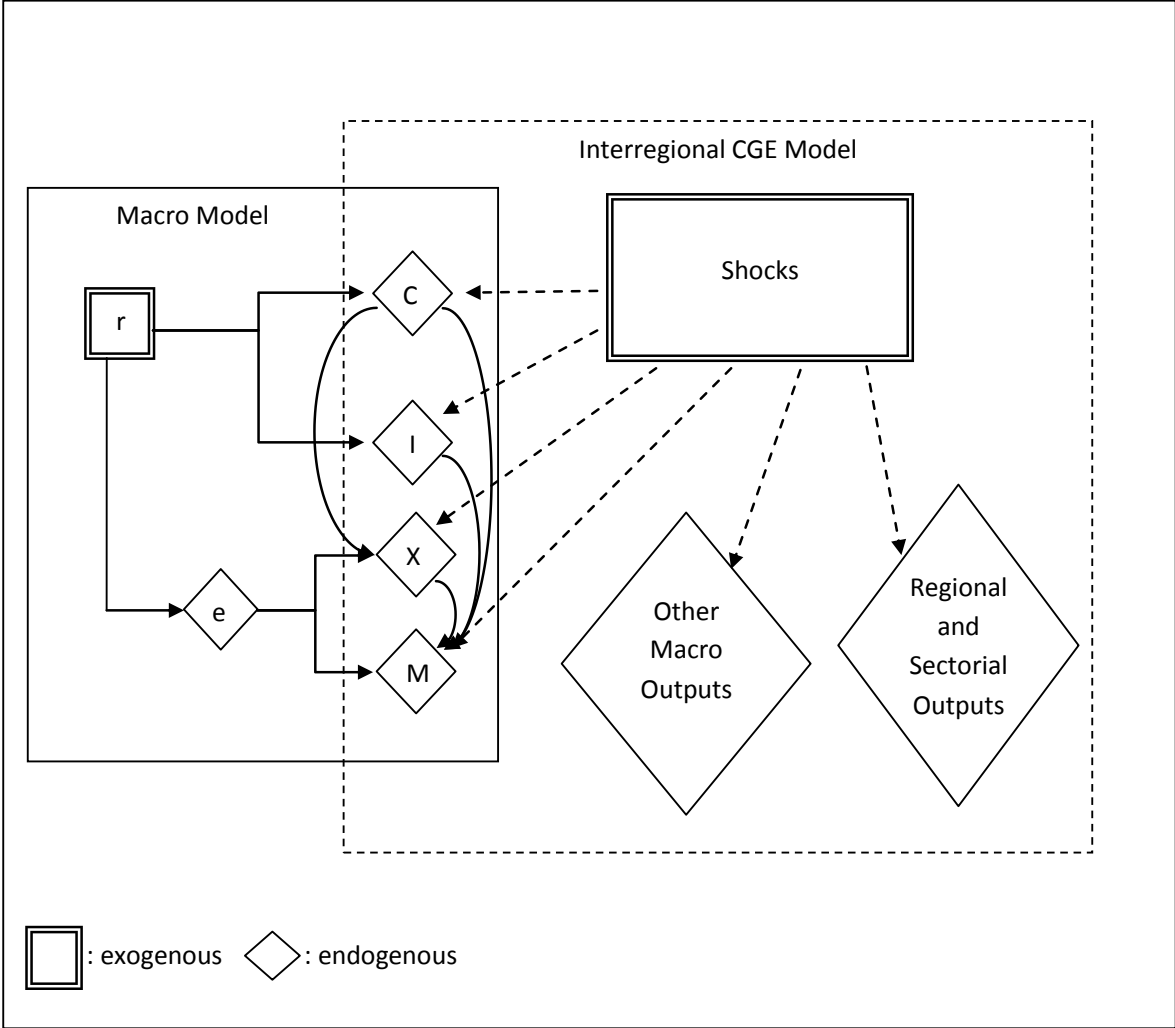 Interregional CGE Model
Macro Model
Shocks
r
C
I
X
e
M
Other
Macro
Outputs
Regional
and
Sectorial
Outputs
: exogenous
: endogenous